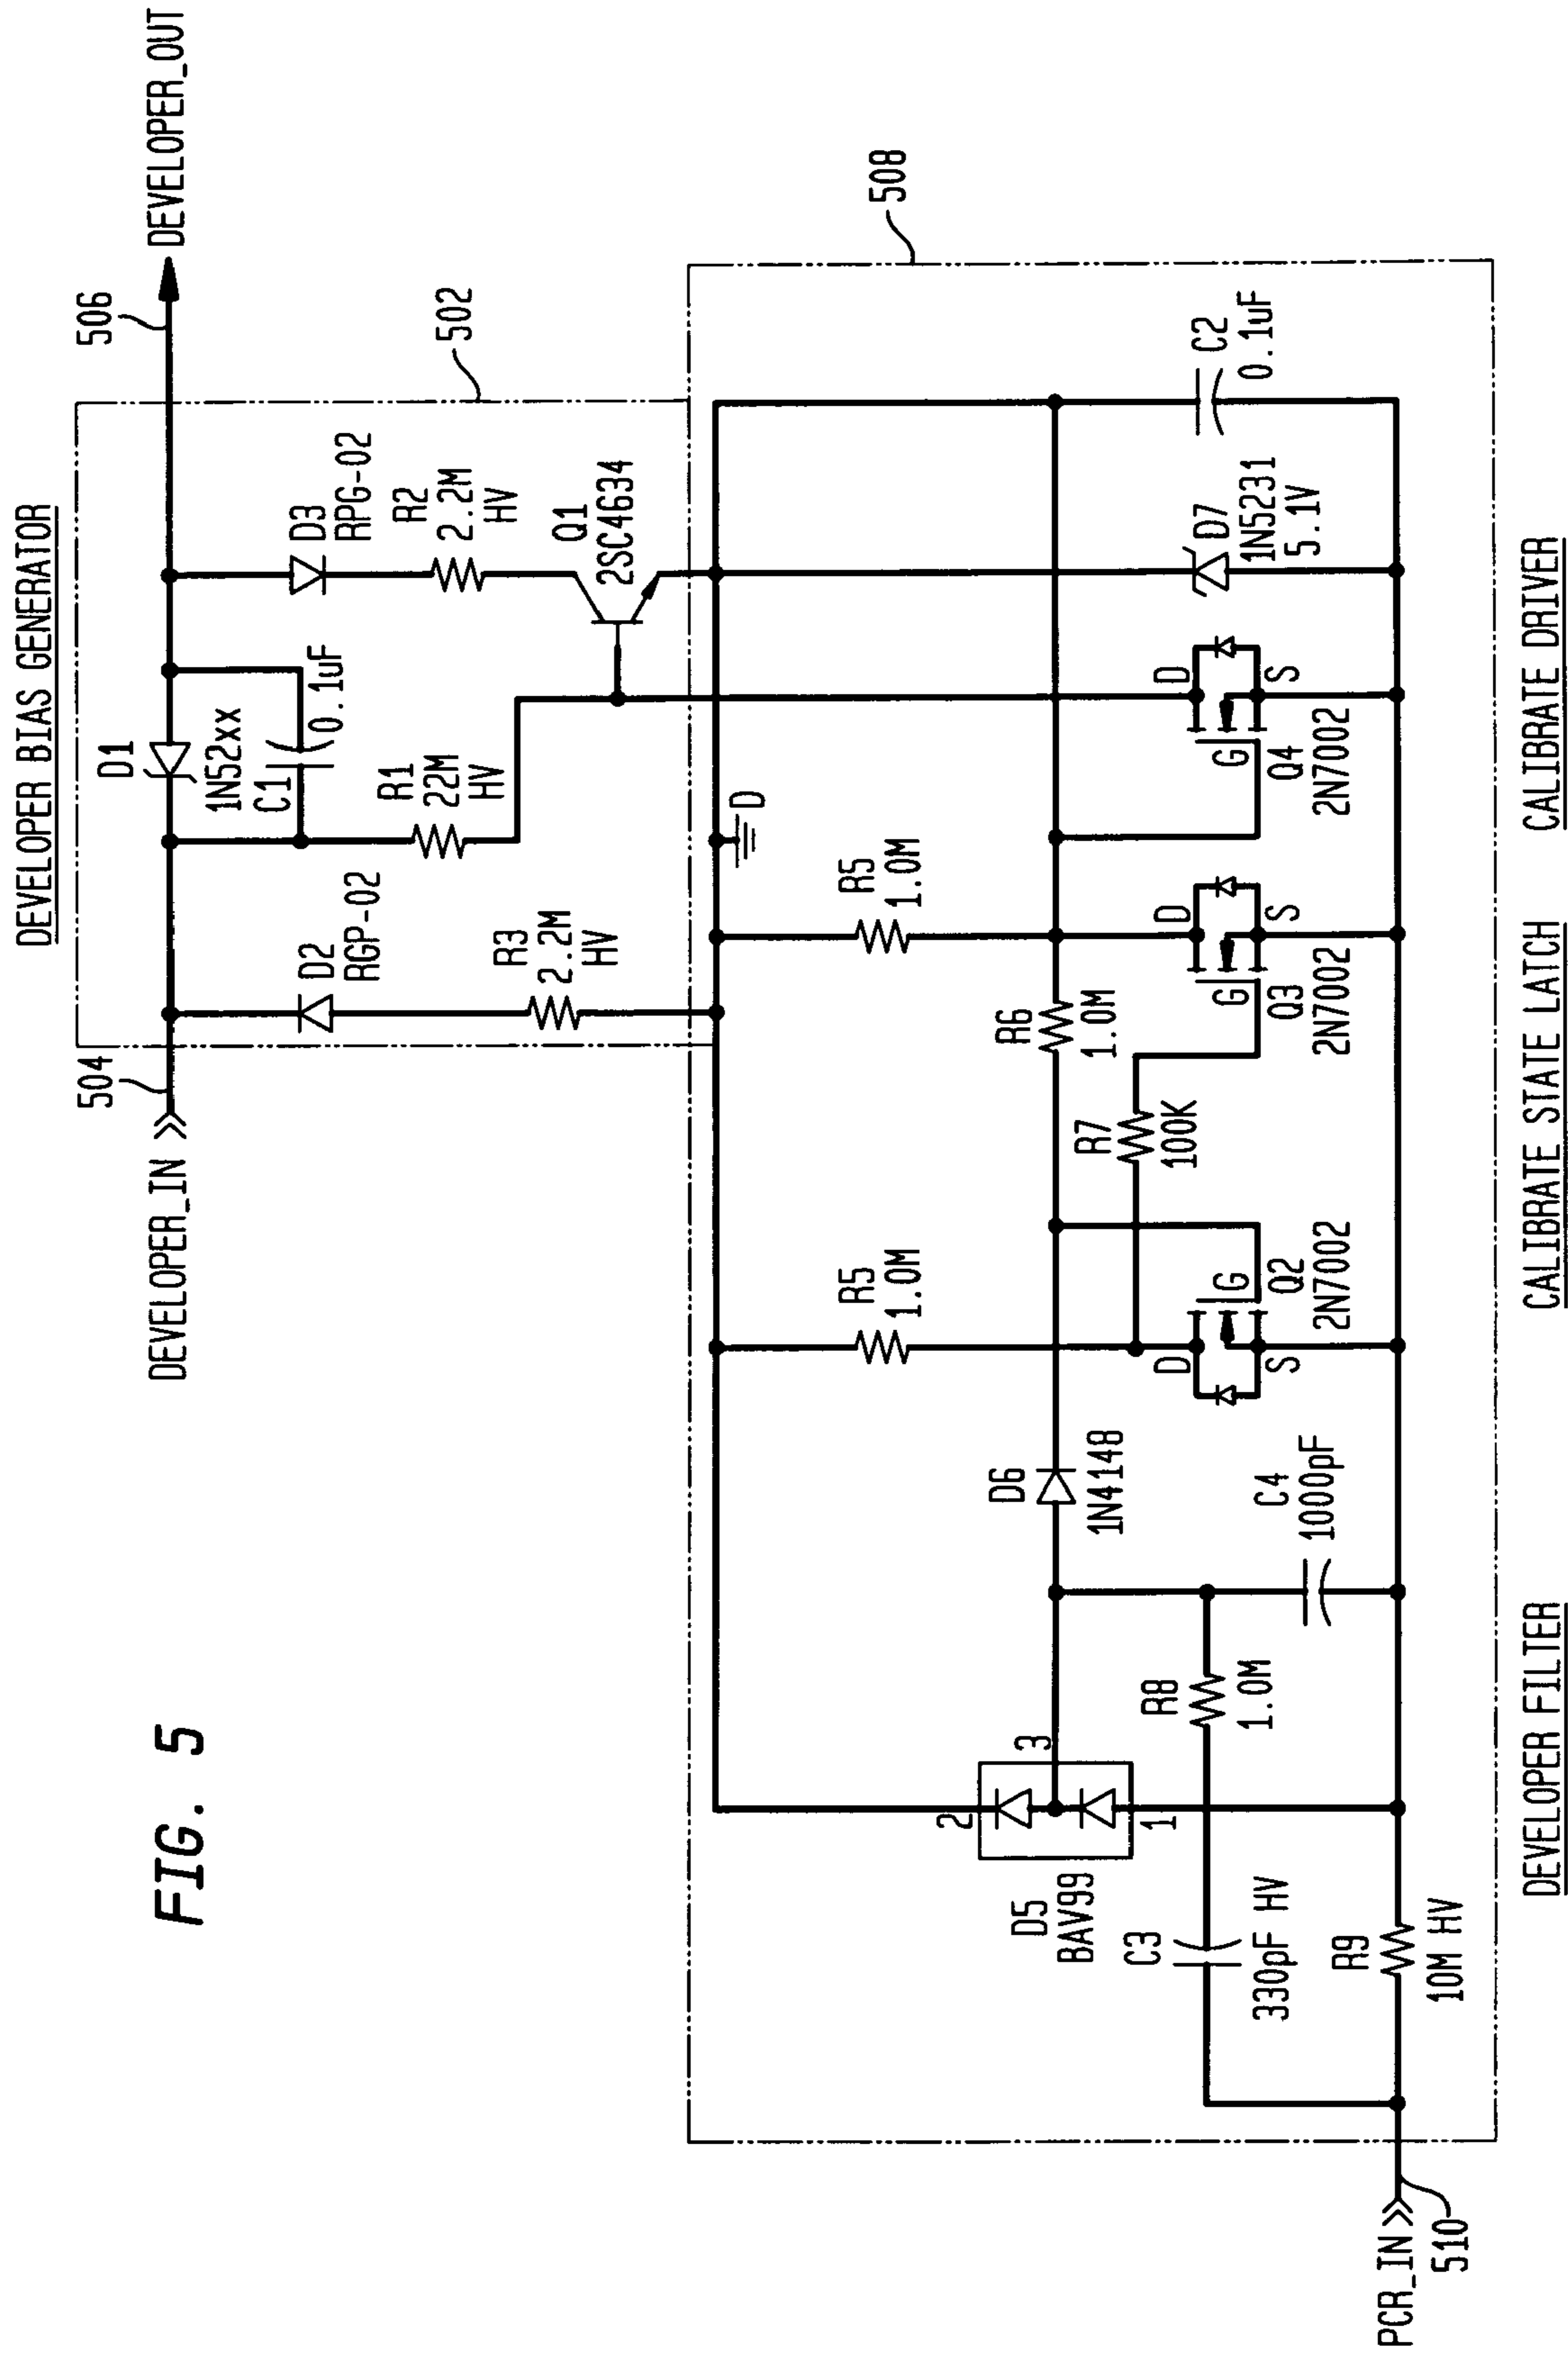 FIG. 5
DEVELOPER BIAS GENERATOR
DEVELOPER_IN
504
506
DEVELOPER_OUT
502
D1
1N52xx
C1
0.1uF
D2
RGP-02
R3
2.2M
HV
R1
22M
HV
D3
RPG-02
R2
2.2M
HV
Q1
2SC4634
508
D
R5
1.0M
R5
1.0M
D5
BAV99
2
3
1
D6
1N4148
R6
1.0M
R7
100K
C3
330pF HV
R8
1.0M
C4
1000pF
D
G
S
Q2
2N7002
D
G
S
Q3
2N7002
D
G
S
Q4
2N7002
D7
1N5231
5.1V
C2
0.1uF
R9
10M HV
PCR_IN
510
DEVELOPER FILTER
CALIBRATE STATE LATCH
CALIBRATE DRIVER